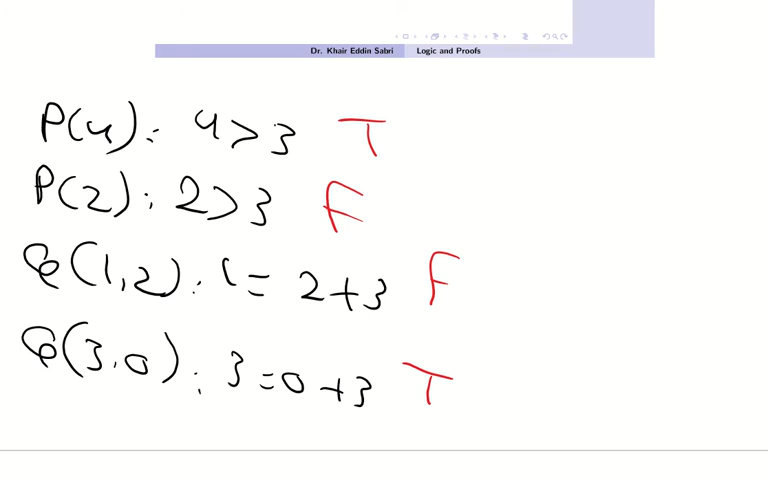 Dr. Khair Eddin Sabri Logic and Proofs
P(4): 4>3 T
P(2): 2>3 F
Q(1,2): 1= 2+3 F
Q(3,0): 3=0+3 T